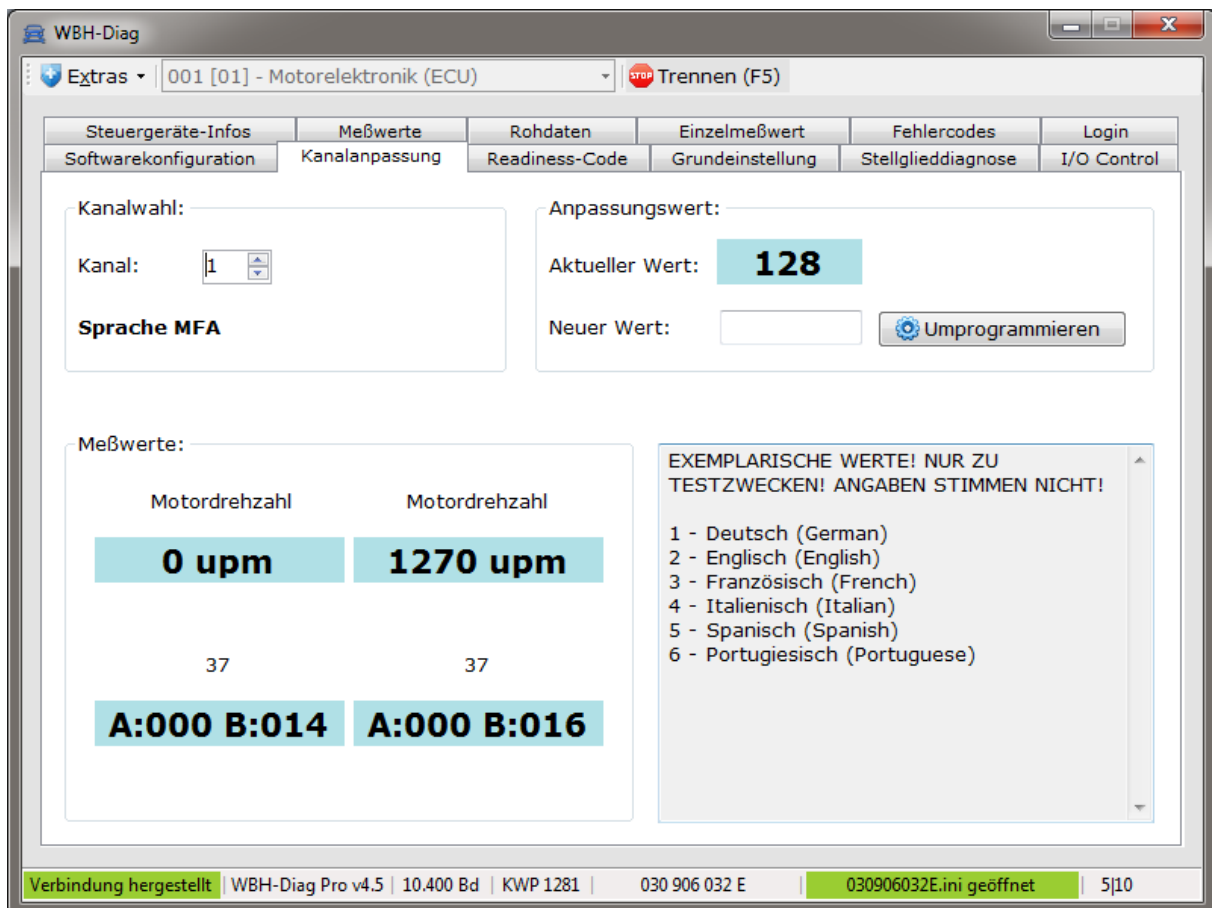 WBH-Diag
Extras
001 [01] - Motorelektronik (ECU)
STOP
Trennen (F5)
Steuergeräte-Infos
Meßwerte
Rohdaten
Einzelmeßwert
Fehlercodes
Login
Softwarekonfiguration
Kanalanpassung
Readiness-Code
Grundeinstellung
Stellglieddiagnose
I/O Control
Kanalwahl:
Kanal:
1
Sprache MFA
Anpassungswert:
Aktueller Wert:
128
Neuer Wert:
Umprogrammieren
Meßwerte:
Motordrehzahl
Motordrehzahl
0 upm
1270 upm
37
37
A:000 B:014
A:000 B:016
EXEMPLARISCHE WERTE! NUR ZU
TESTZWECKEN! ANGABEN STIMMEN NICHT!
1 - Deutsch (German)
2 - Englisch (English)
3 - Französisch (French)
4 - Italienisch (Italian)
5 - Spanisch (Spanish)
6 - Portugiesisch (Portuguese)
Verbindung hergestellt
WBH-Diag Pro v4.5
10.400 Bd
KWP 1281
030 906 032 E
030906032E.ini geöffnet
5|10